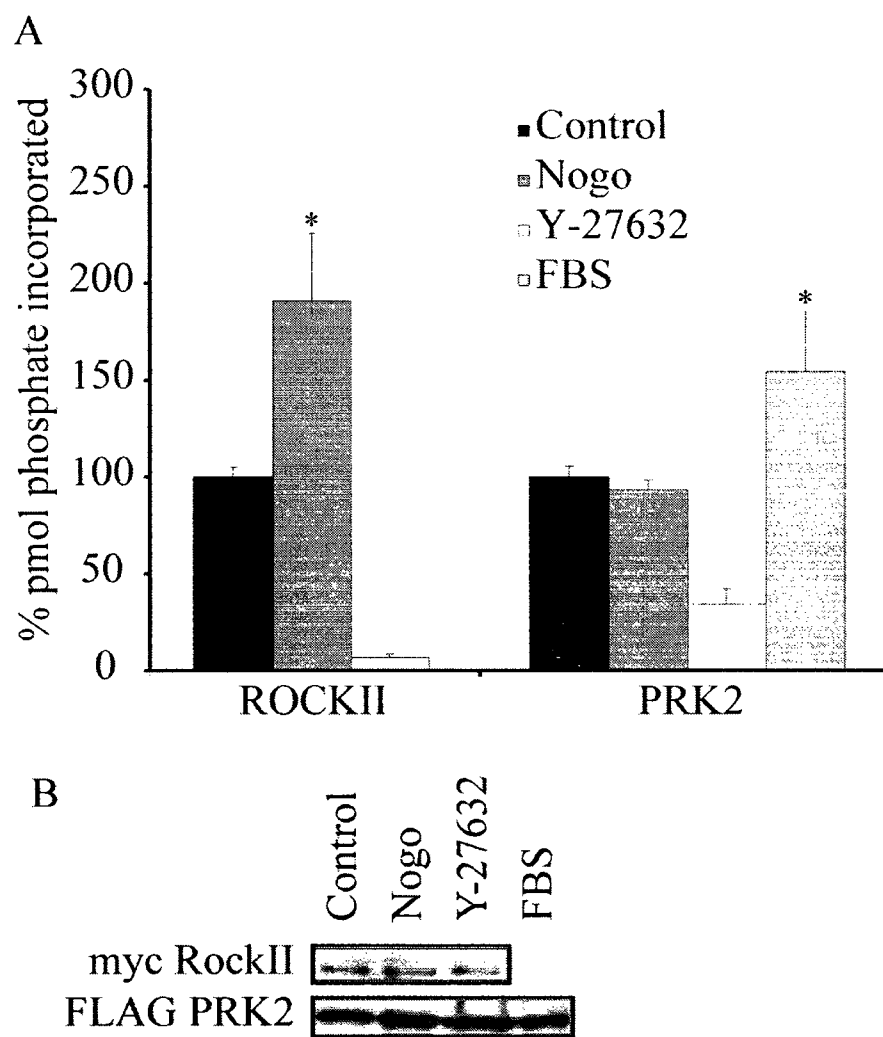 A
% pmol phosphate incorporated
300
250
200
150
100
50
0
Control
Nogo
Y-27632
FBS
*
*
ROCKII
PRK2
B
Control
Nogo
Y-27632
FBS
myc RockII
FLAG PRK2